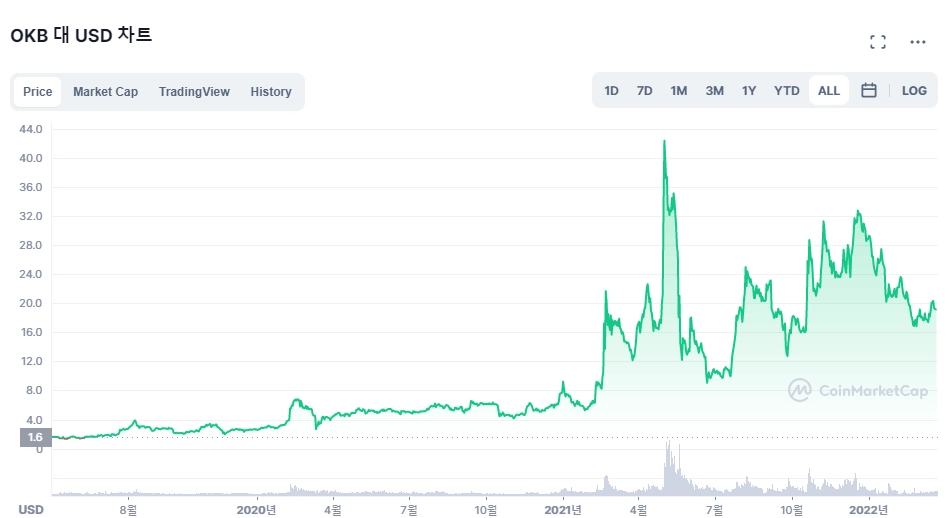 OKB 대 USD 차트
Price Market Cap TradingView History
1D 7D 1M 3M 1Y YTD ALL LOG
44.0
40.0
36.0
32.0
28.0
24.0
20.0
16.0
12.0
8.0
4.0
1.6
0
CoinMarketCap
USD 8월 2020년 4월 7월 10월 2021년 4월 7월 10월 2022년